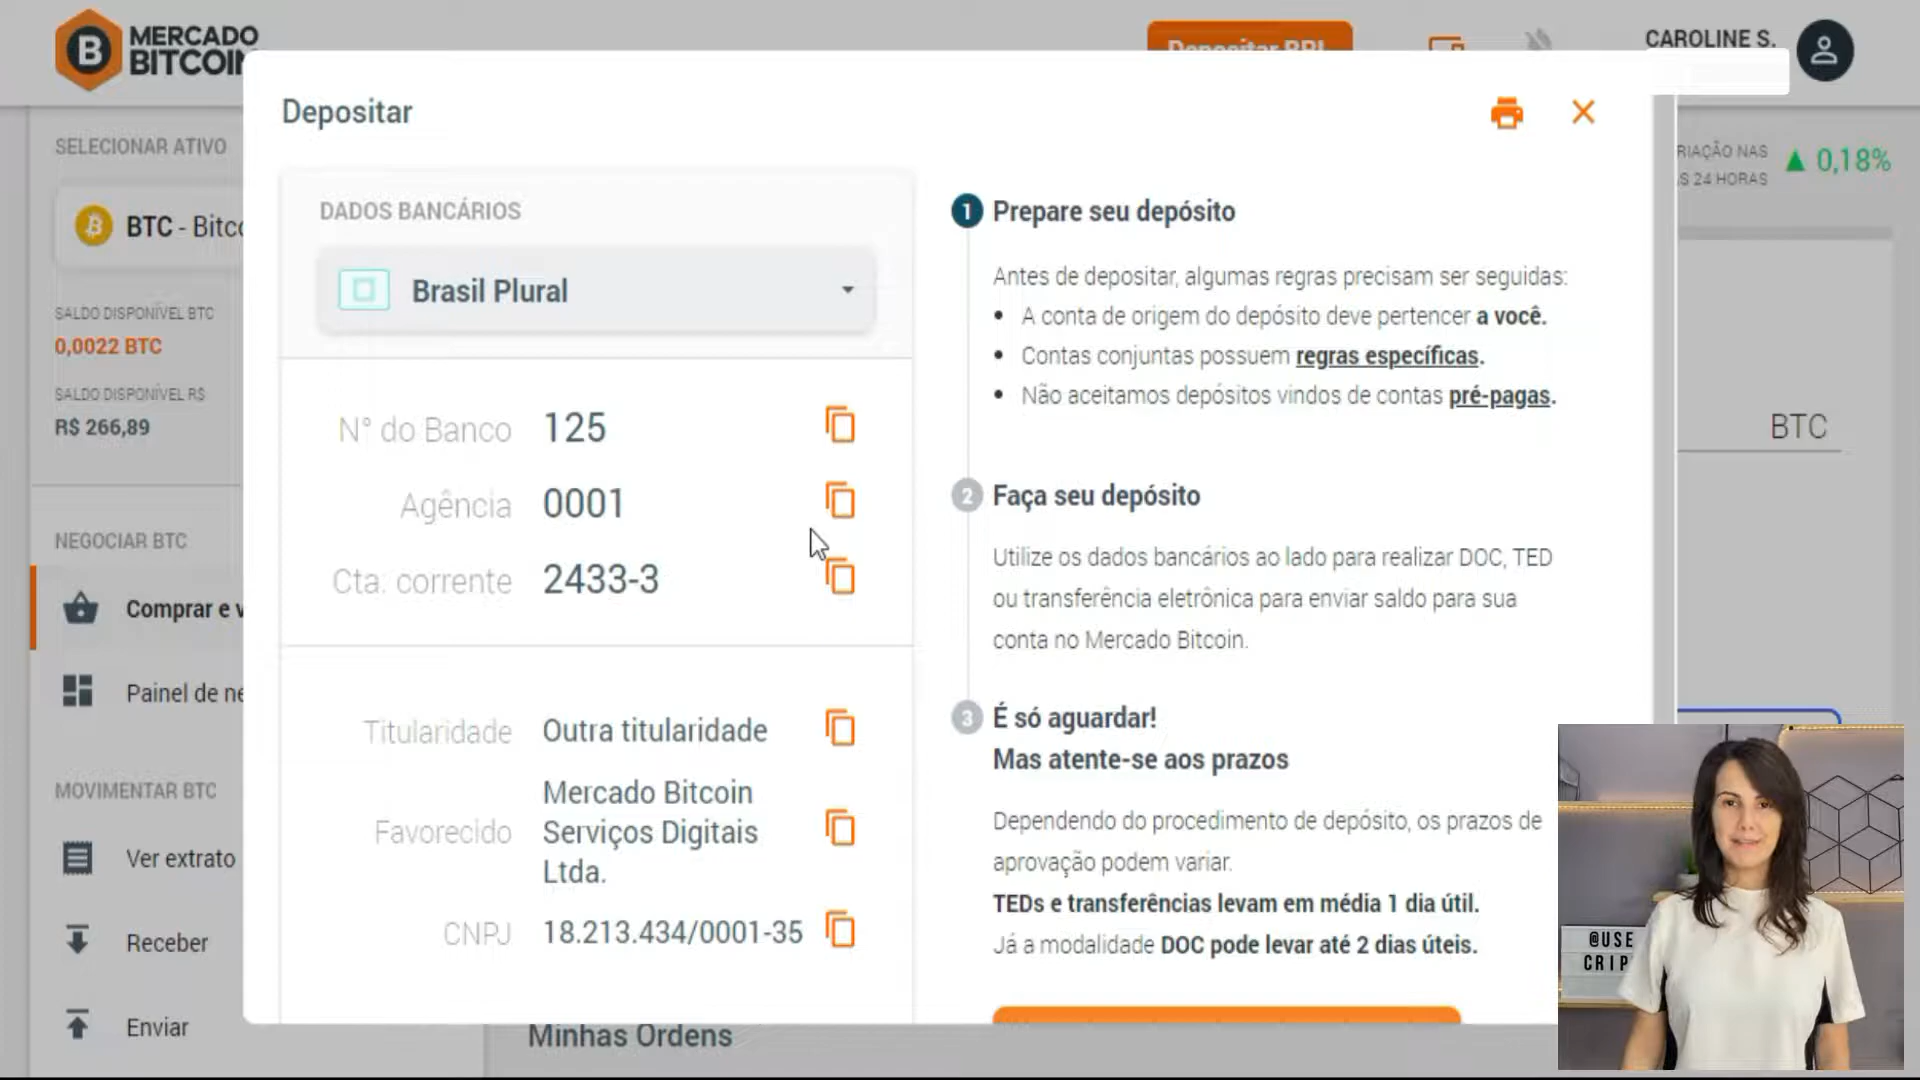 MERCADO
BITCOIN
Depositar BRL
CAROLINE S.
SELECIONAR ATIVO
BTC - Bitc
SALDO DISPONÍVEL BTC
0,0022 BTC
SALDO DISPONÍVEL R$
R$ 266,89
NEGOCIAR BTC
Comprar e v
Painel de ne
MOVIMENTAR BTC
Ver extrato
Receber
Enviar
Depositar
DADOS BANCÁRIOS
Brasil Plural
N° do Banco 125
Agência 0001
Cta. corrente 2433-3
Titularidade Outra titularidade
Favorecido Mercado Bitcoin
Serviços Digitais
Ltda.
CNPJ 18.213.434/0001-35
1 Prepare seu depósito
Antes de depositar, algumas regras precisam ser seguidas:
• A conta de origem do depósito deve pertencer a você.
• Contas conjuntas possuem regras específicas.
• Não aceitamos depósitos vindos de contas pré-pagas.
2 Faça seu depósito
Utilize os dados bancários ao lado para realizar DOC, TED
ou transferência eletrônica para enviar saldo para sua
conta no Mercado Bitcoin.
3 É só aguardar!
Mas atente-se aos prazos
Dependendo do procedimento de depósito, os prazos de
aprovação podem variar.
TEDs e transferências levam em média 1 dia útil.
Já a modalidade DOC pode levar até 2 dias úteis.
RIAÇÃO NAS
S 24 HORAS
0,18%
BTC
Minhas Ordens
@USE
CRIP